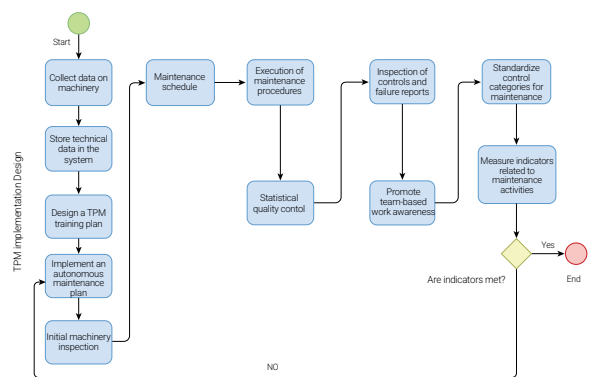 TPM implementation Design
Start
Collect data on
machinery
Store technical
data in the
system
Design a TPM
training plan
Implement an
autonomous
maintenance
plan
Initial machinery
inspection
Maintenance
schedule
Execution of
maintenance
procedures
Statistical
quality contol
Inspection of
controls and
failure reports
Promote
team-based
work awareness
Standardize
control
categories for
maintenance
Measure indicators
related to
maintenance
activities
Are indicators met?
Yes
End
NO